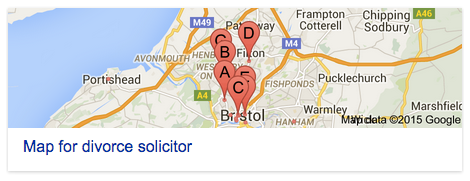 M49
Patchway
Frampton
Cotterell
Chipping
Sodbury
A46
G
D
M4
B
Filton
AVONMOUTH
HENBURY
A
E
Portishead
A4
C
FISHPONDS
Pucklechurch
Bristol
HANHAM
Warmley
Marshfield
Map data ©2015 Google
Map for divorce solicitor